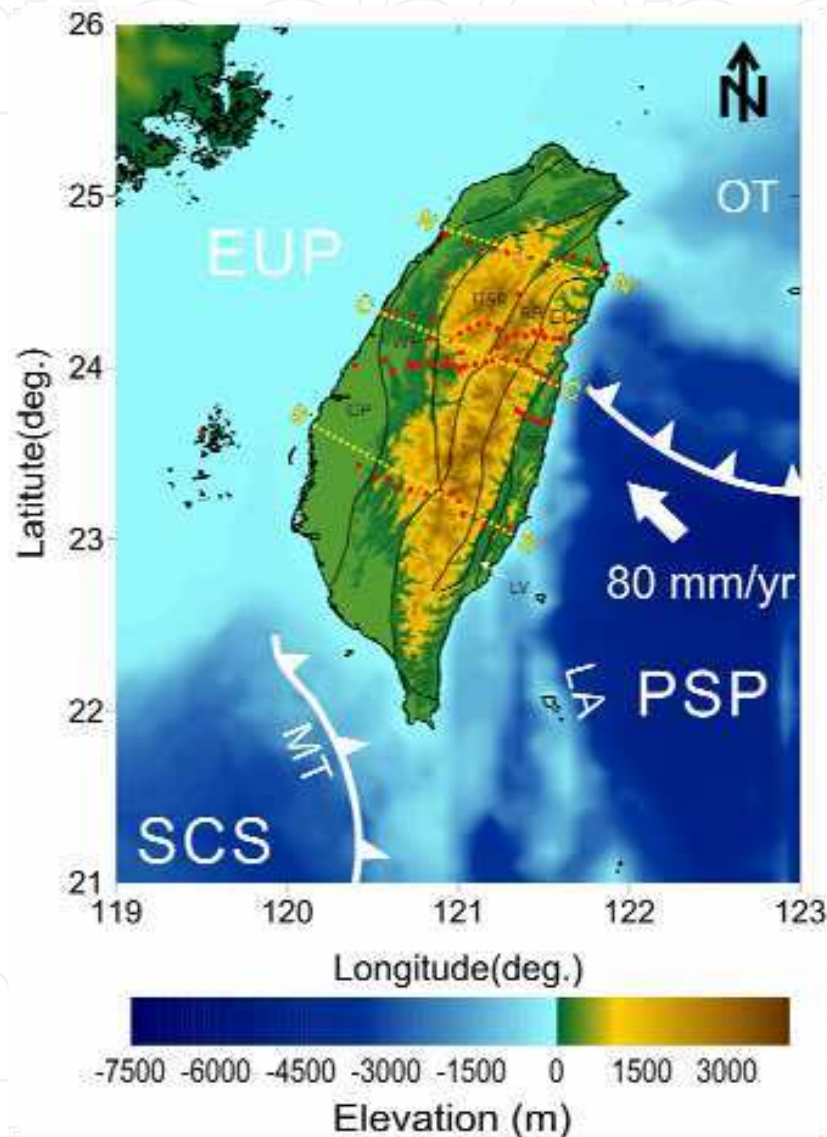 26
N
25
OT
EUP
24
CP
Latitute(deg.)
23
80 mm/yr
LV
LA
PSP
22
MT
SCS
21
119 120 121 122 123
Longitude(deg.)
-7500 -6000 -4500 -3000 -1500 0 1500 3000
Elevation (m)